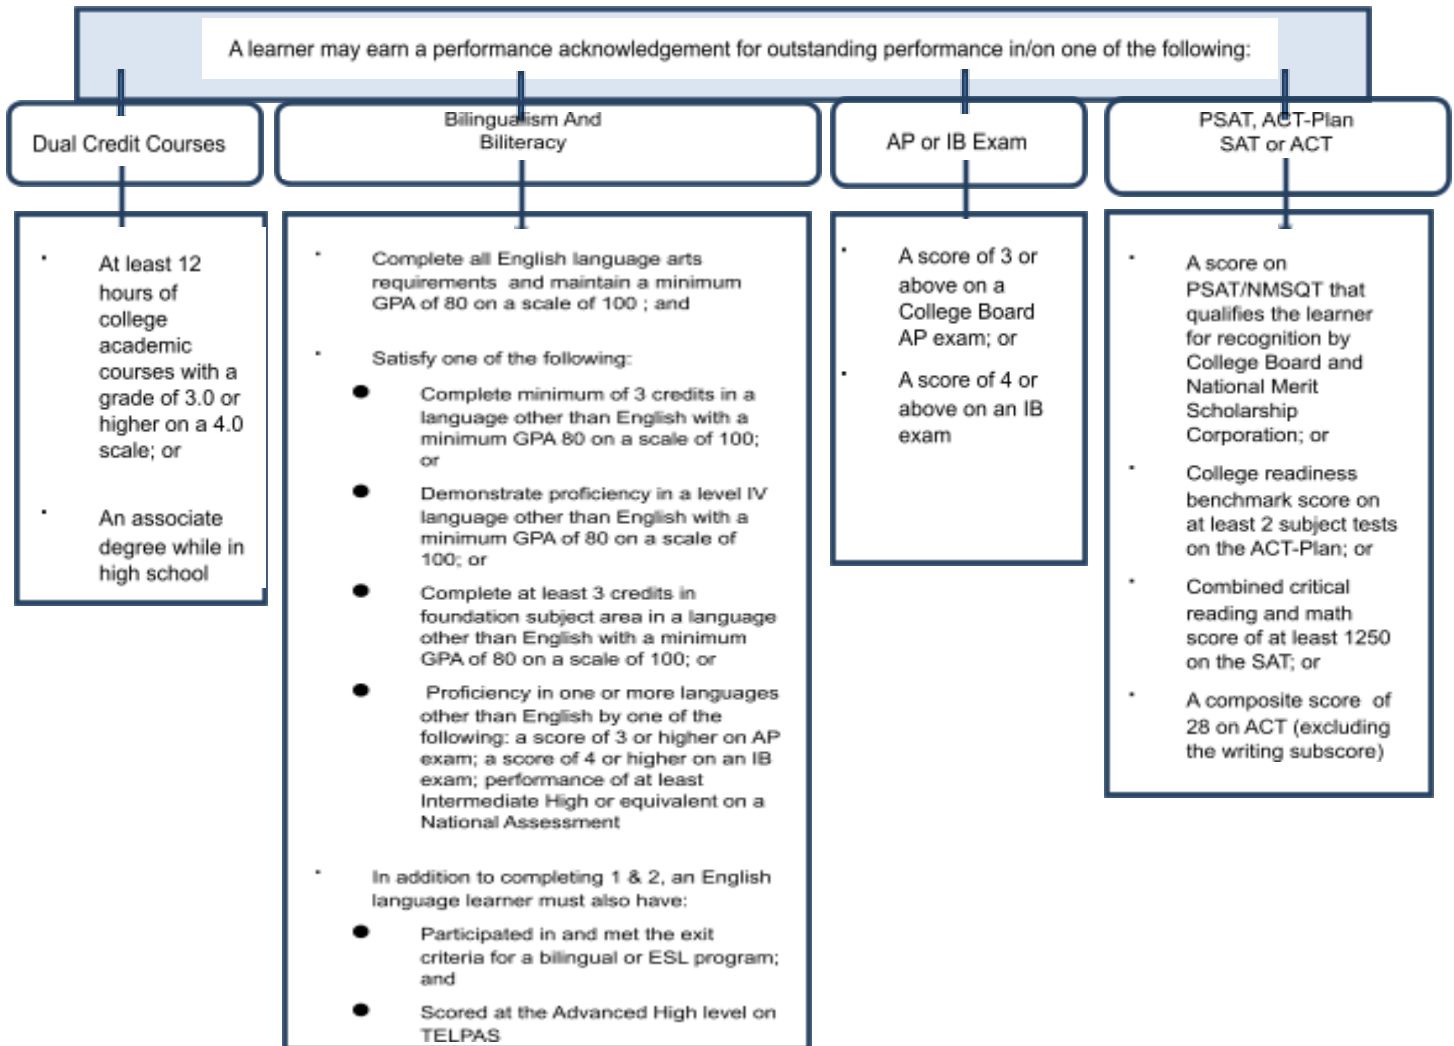 A learner may earn a performance acknowledgement for outstanding performance in/on one of the following:
Dual Credit Courses
· At least 12
hours of
college
academic
courses with a
grade of 3.0 or
higher on a 4.0
scale; or
· An associate
degree while in
high school
Bilingualism And
Biliteracy
· Complete all English language arts
requirements and maintain a minimum
GPA of 80 on a scale of 100 ; and
· Satisfy one of the following:
● Complete minimum of 3 credits in a
language other than English with a
minimum GPA 80 on a scale of 100;
or
● Demonstrate proficiency in a level IV
language other than English with a
minimum GPA of 80 on a scale of
100; or
● Complete at least 3 credits in
foundation subject area in a language
other than English with a minimum
GPA of 80 on a scale of 100; or
● Proficiency in one or more languages
other than English by one of the
following: a score of 3 or higher on AP
exam; a score of 4 or higher on an IB
exam; performance of at least
Intermediate High or equivalent on a
National Assessment
· In addition to completing 1 & 2, an English
language learner must also have:
● Participated in and met the exit
criteria for a bilingual or ESL program;
and
● Scored at the Advanced High level on
TELPAS
AP or IB Exam
· A score of 3 or
above on a
College Board
AP exam; or
· A score of 4 or
above on an IB
exam
PSAT, ACT-Plan
SAT or ACT
· A score on
PSAT/NMSQT that
qualifies the learner
for recognition by
College Board and
National Merit
Scholarship
Corporation; or
· College readiness
benchmark score on
at least 2 subject tests
on the ACT-Plan; or
· Combined critical
reading and math
score of at least 1250
on the SAT; or
· A composite score of
28 on ACT (excluding
the writing subscore)